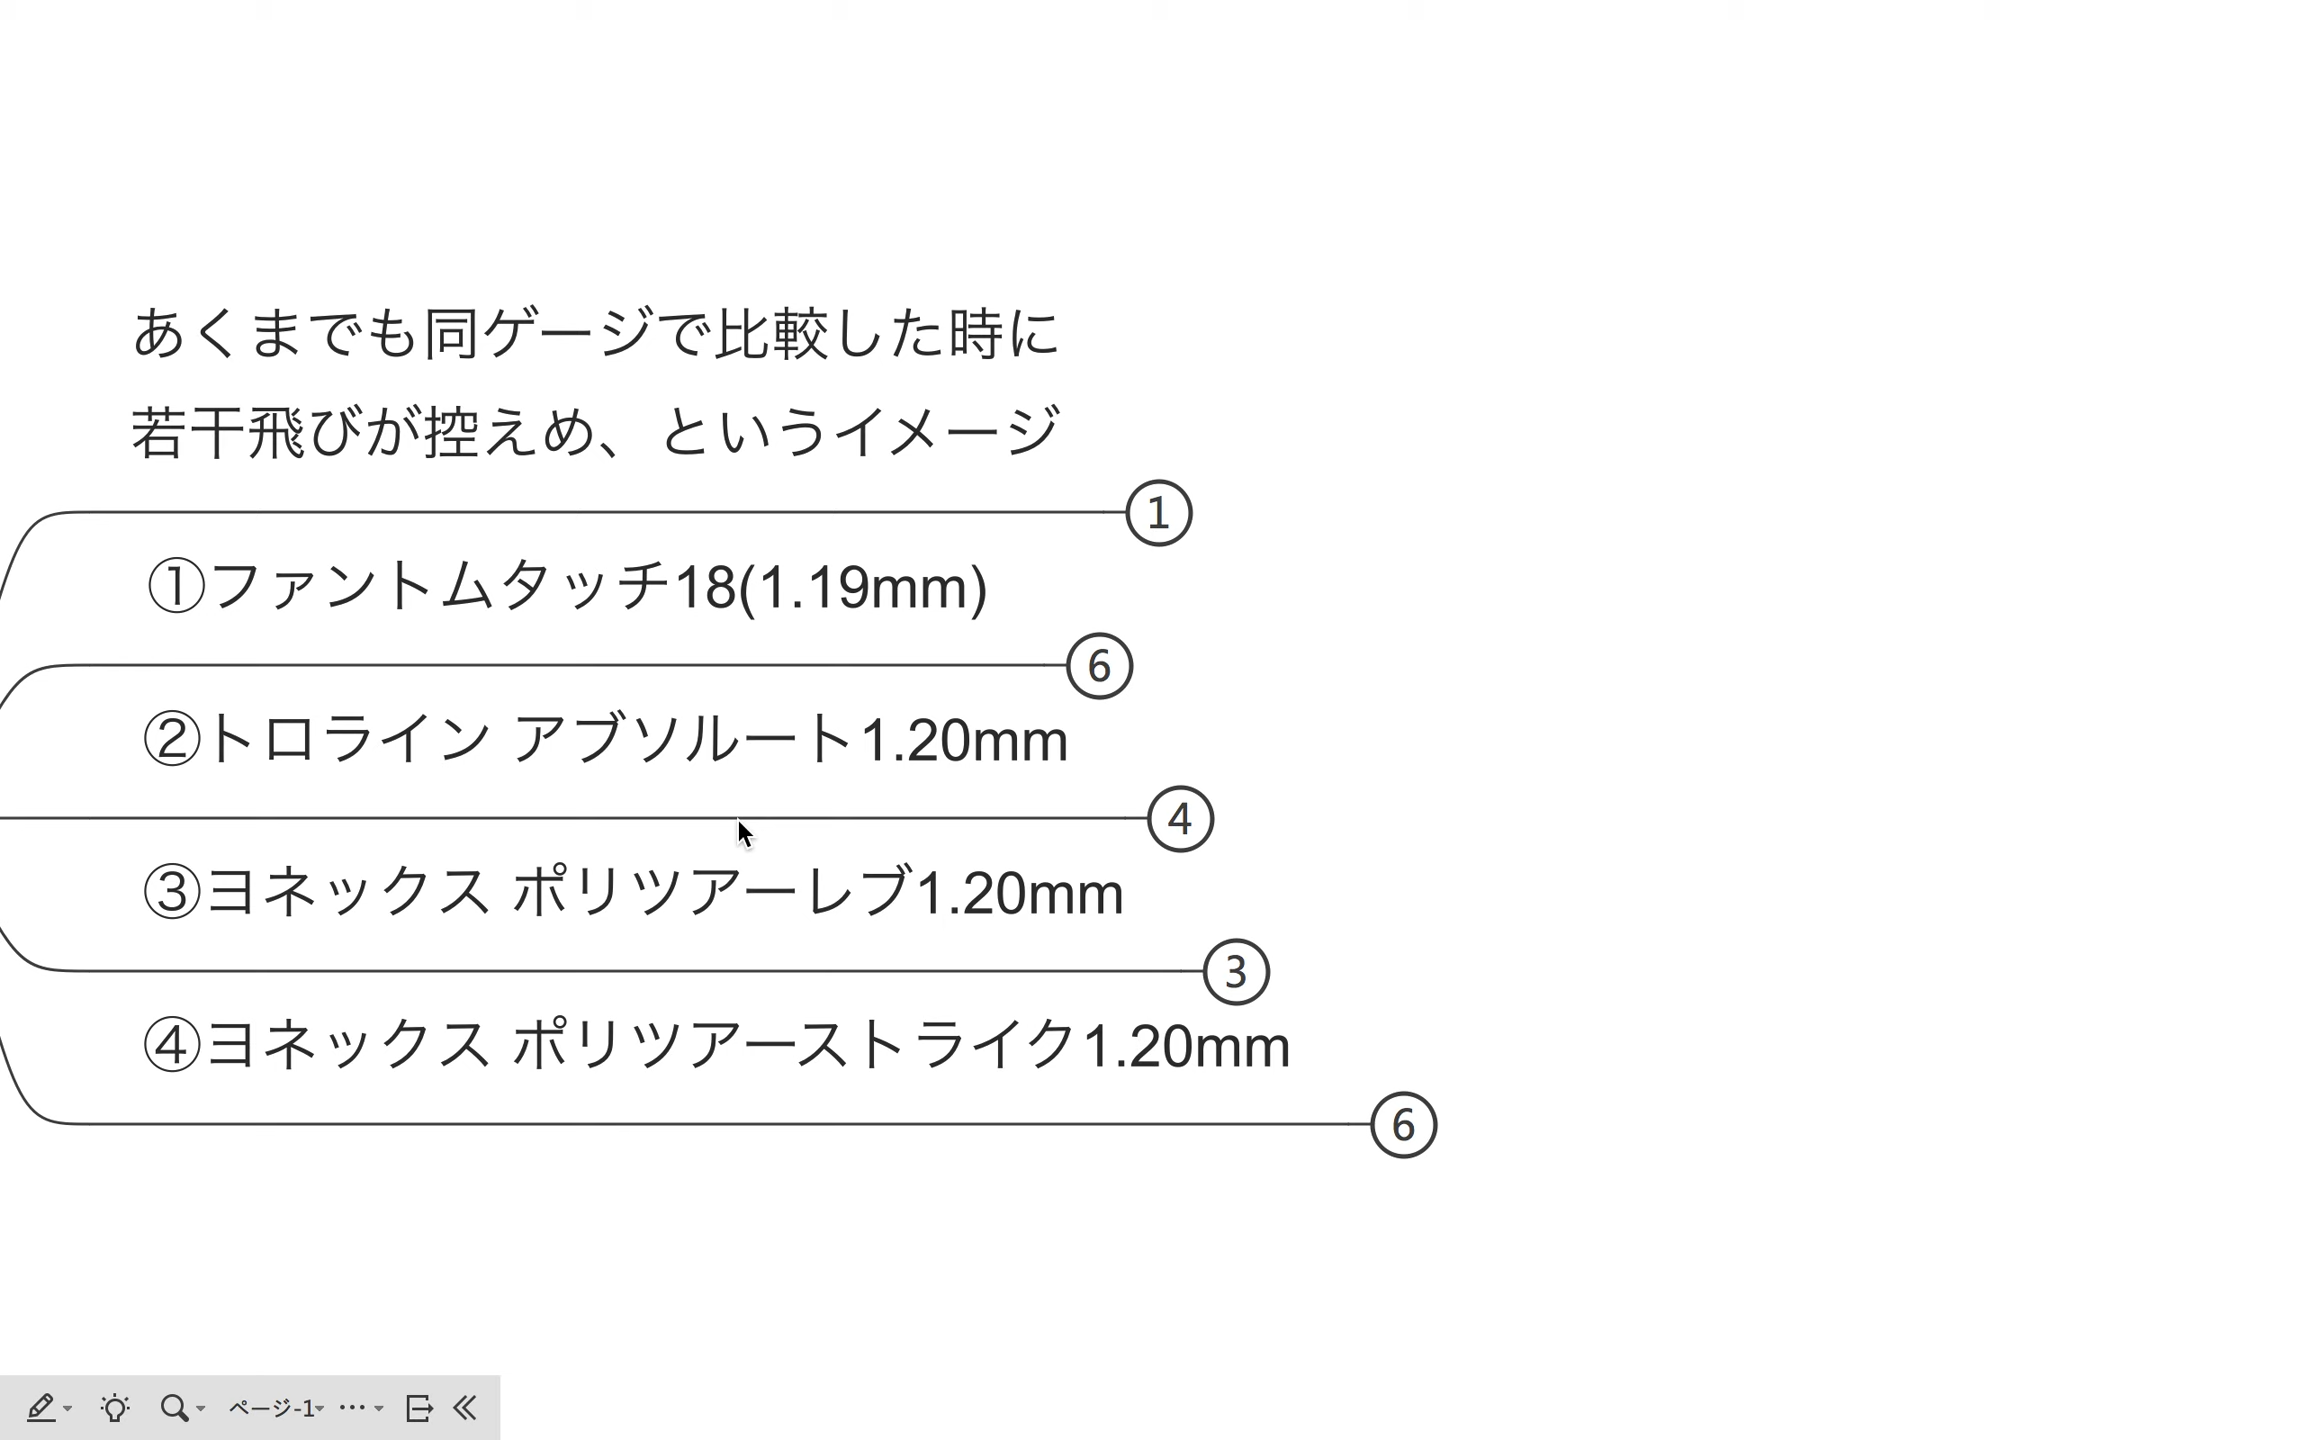 あくまでも同ゲージで比較した時に
若干飛びが控えめ、というイメージ
1
①ファントムタッチ18(1.19mm)
6
②トロライン アブソルート1.20mm
4
③ヨネックス ポリツアーレブ1.20mm
3
④ヨネックス ポリツアーストライク1.20mm
6
ページ-1